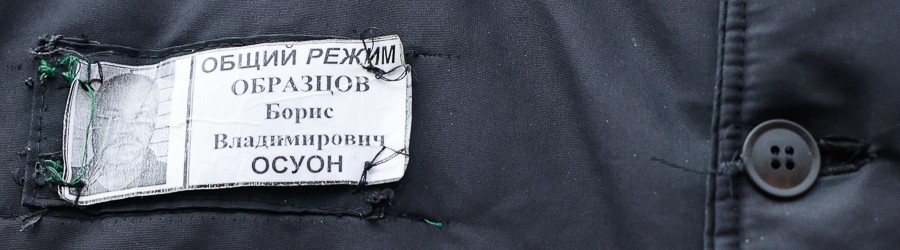 ОБЩИЙ РЕЖИМ
ОБРАЗЦОВ
Борис
Владимирович
ОСУОН